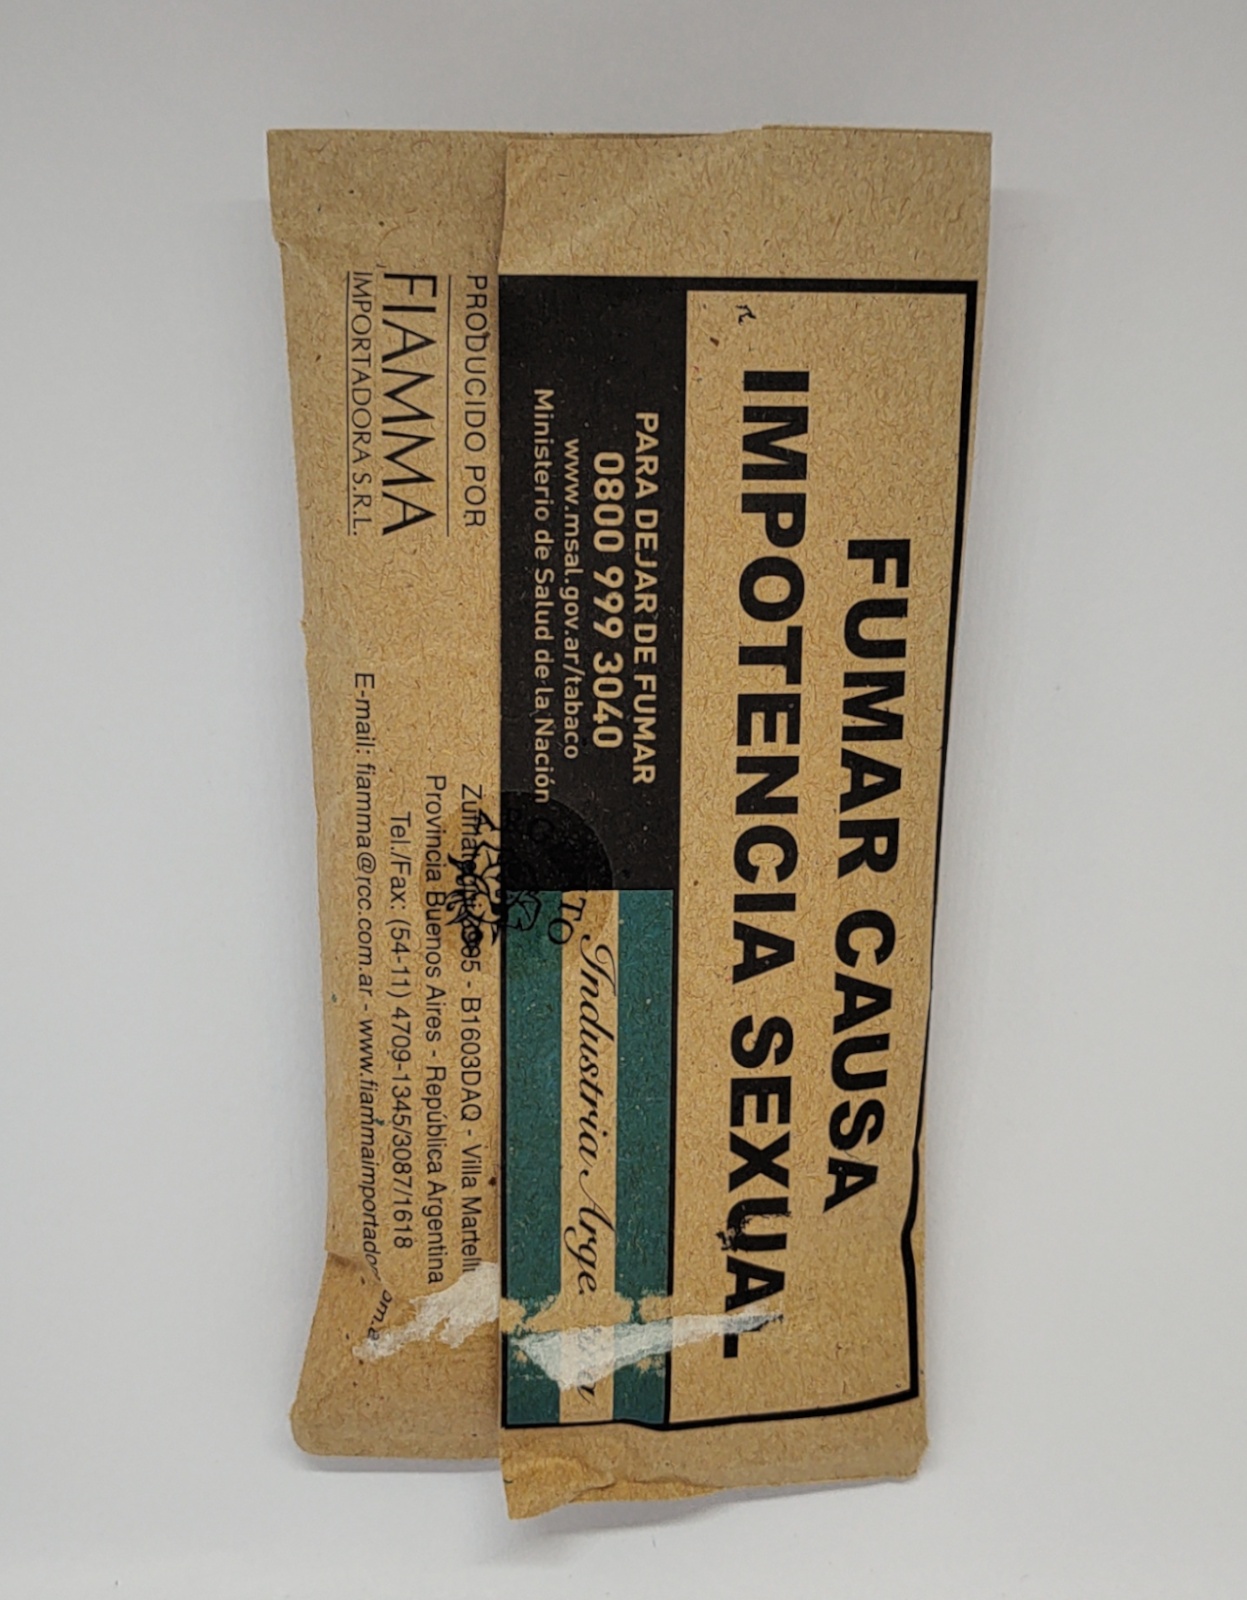 FUMAR CAUSA
IMPOTENCIA SEXUAL
PARA DEJAR DE FUMAR
0800 999 3040
www.msal.gov.ar/tabaco
Ministerio de Salud de la Nación
Industria Arge
PRODUCIDO POR
FIAMMA
IMPORTADORA S.R.L.
- B1603DAQ - Villa Martelli
Provincia Buenos Aires - República Argentina
Tel./Fax: (54-11) 4709-1345/3087/1618
E-mail: fiamma@rcc.com.ar - www.fiammaimportador